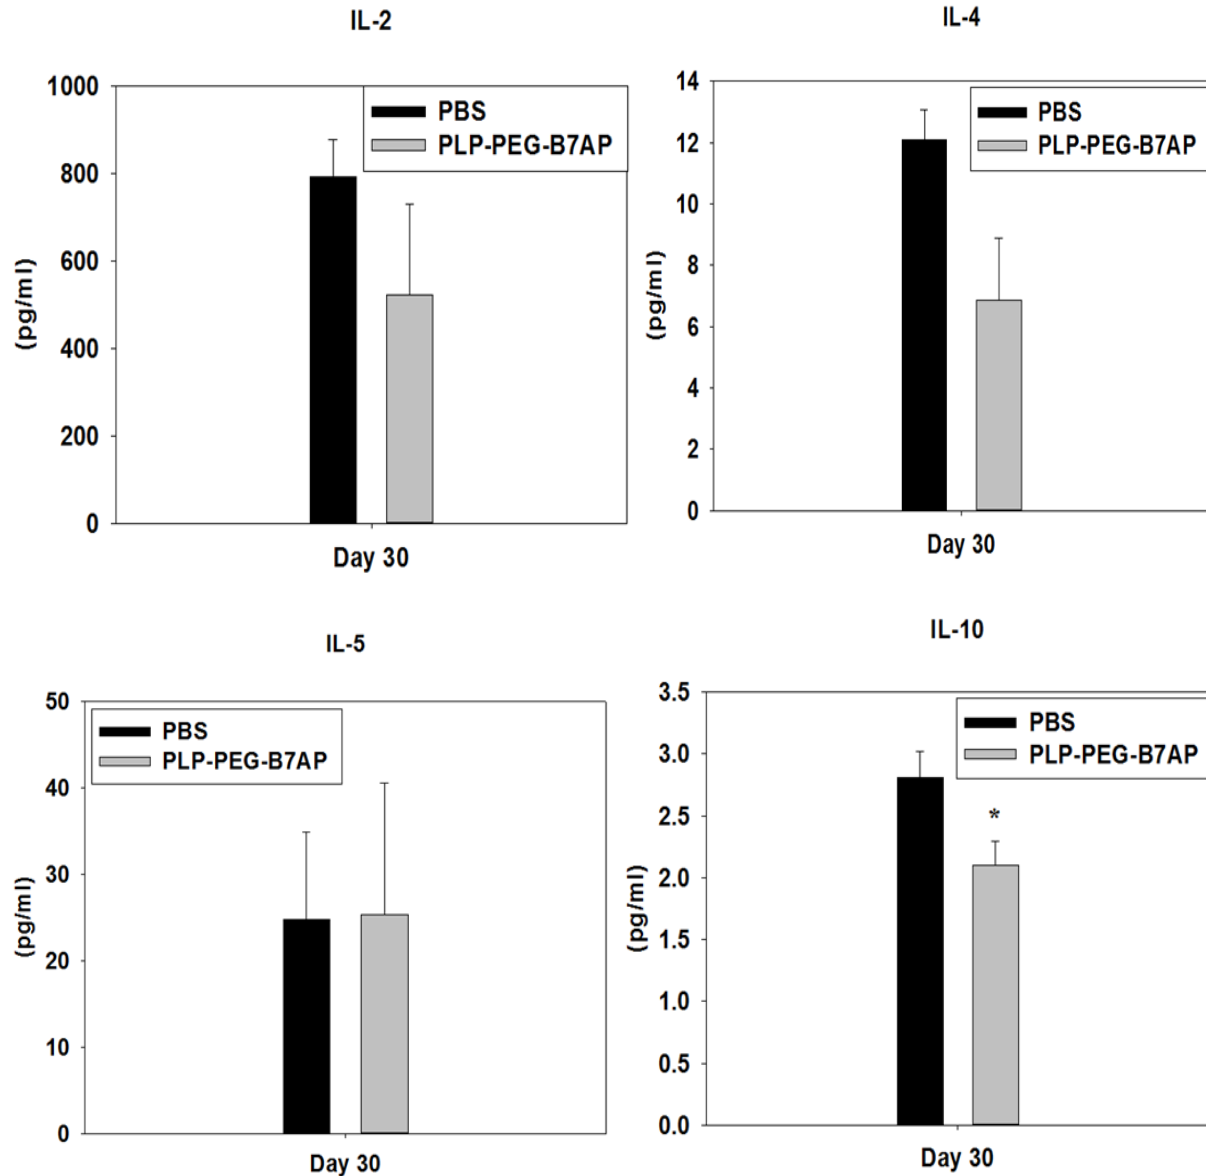 IL-2
1000
800
600
400
200
0
(pg/ml)
PBS
PLP-PEG-B7AP
Day 30
IL-4
14
12
10
8
6
4
2
0
(pg/ml)
PBS
PLP-PEG-B7AP
Day 30
IL-5
50
40
30
20
10
0
(pg/ml)
PBS
PLP-PEG-B7AP
Day 30
IL-10
3.5
3.0
2.5
2.0
1.5
1.0
0.5
0.0
(pg/ml)
PBS
PLP-PEG-B7AP
*
Day 30